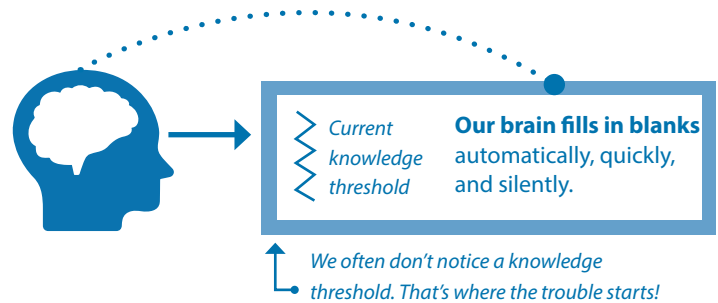 Current
knowledge
threshold
Our brain fills in blanks
automatically, quickly,
and silently.
We often don’t notice a knowledge
threshold. That’s where the trouble starts!